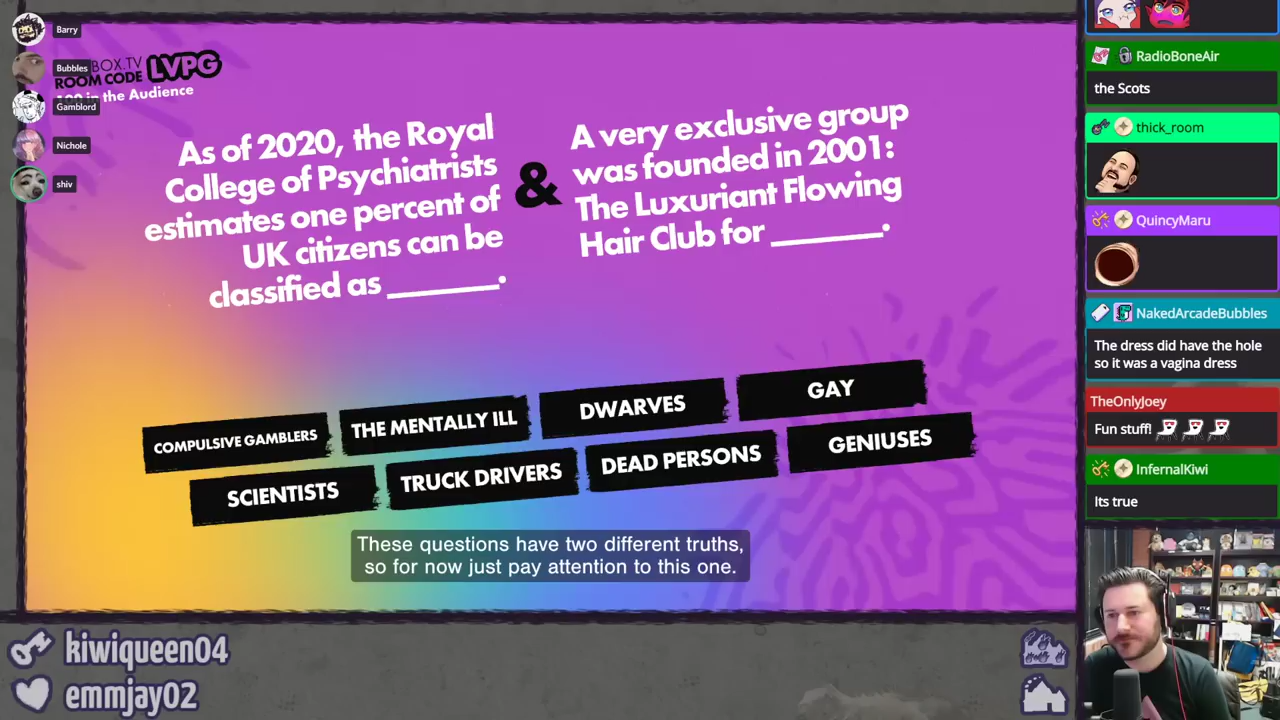 Barry
Bubbles
BOX.TV
ROOM CODE LVPG
in the Audience
Gamblord
Nichole
shiv
As of 2020, the Royal
College of Psychiatrists
estimates one percent of
UK citizens can be
classified as ________.
&
A very exclusive group
was founded in 2001:
The Luxuriant Flowing
Hair Club for ________.
COMPULSIVE GAMBLERS
THE MENTALLY ILL
DWARVES
GAY
SCIENTISTS
TRUCK DRIVERS
DEAD PERSONS
GENIUSES
These questions have two different truths,
so for now just pay attention to this one.
kiwiqueen04
emmjay02
RadioBoneAir
the Scots
thick_room
QuincyMaru
NakedArcadeBubbles
The dress did have the hole
so it was a vagina dress
TheOnlyJoey
Fun stuff!
InfernalKiwi
Its true